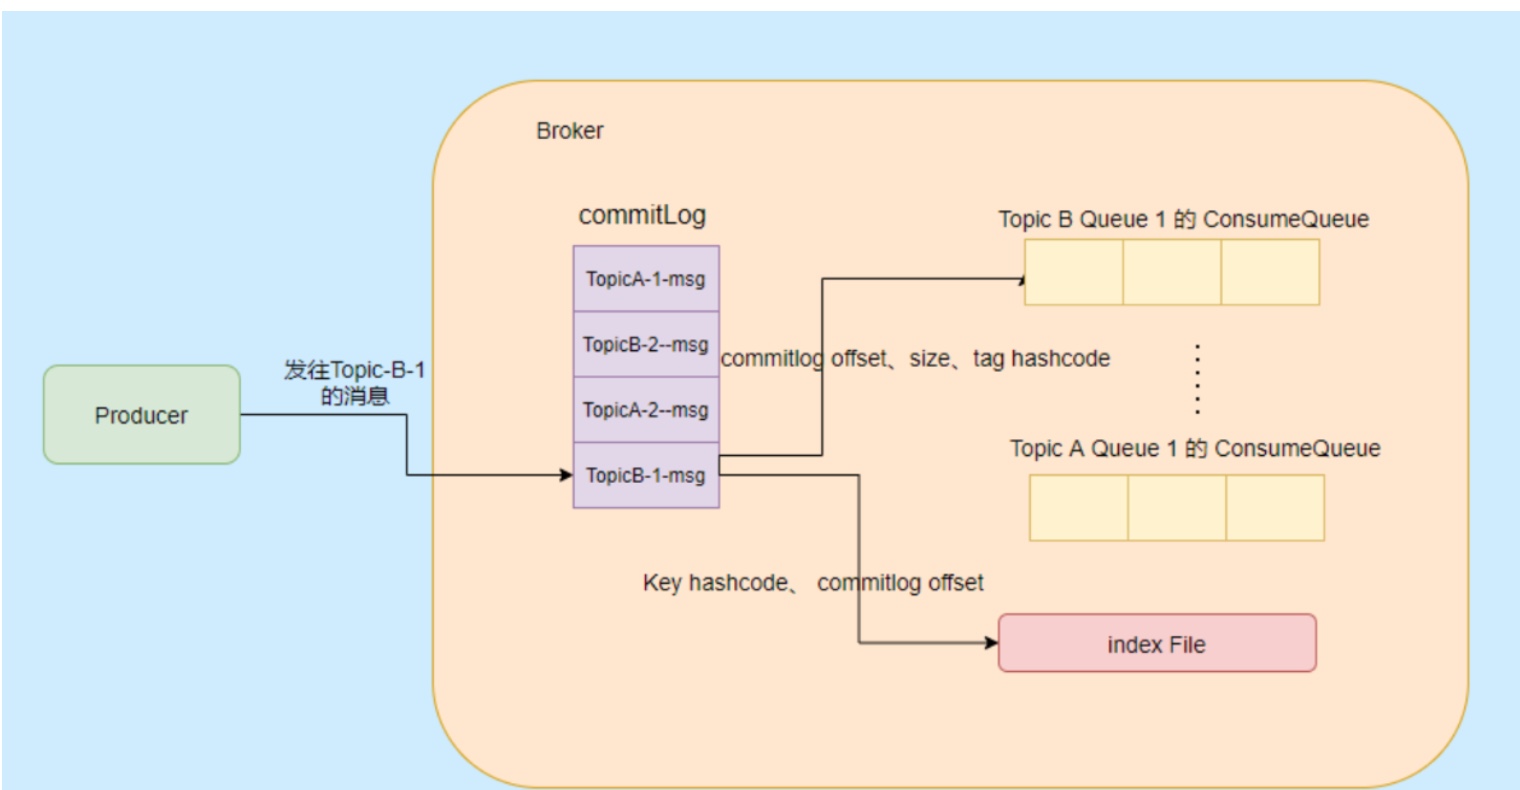 Broker
commitLog
Topic B Queue 1 的 ConsumeQueue
TopicA-1-msg
TopicB-2--msg
commitlog offset、size、tag hashcode
发往Topic-B-1
的消息
Producer
TopicA-2--msg
Topic A Queue 1 的 ConsumeQueue
TopicB-1-msg
Key hashcode、 commitlog offset
index File